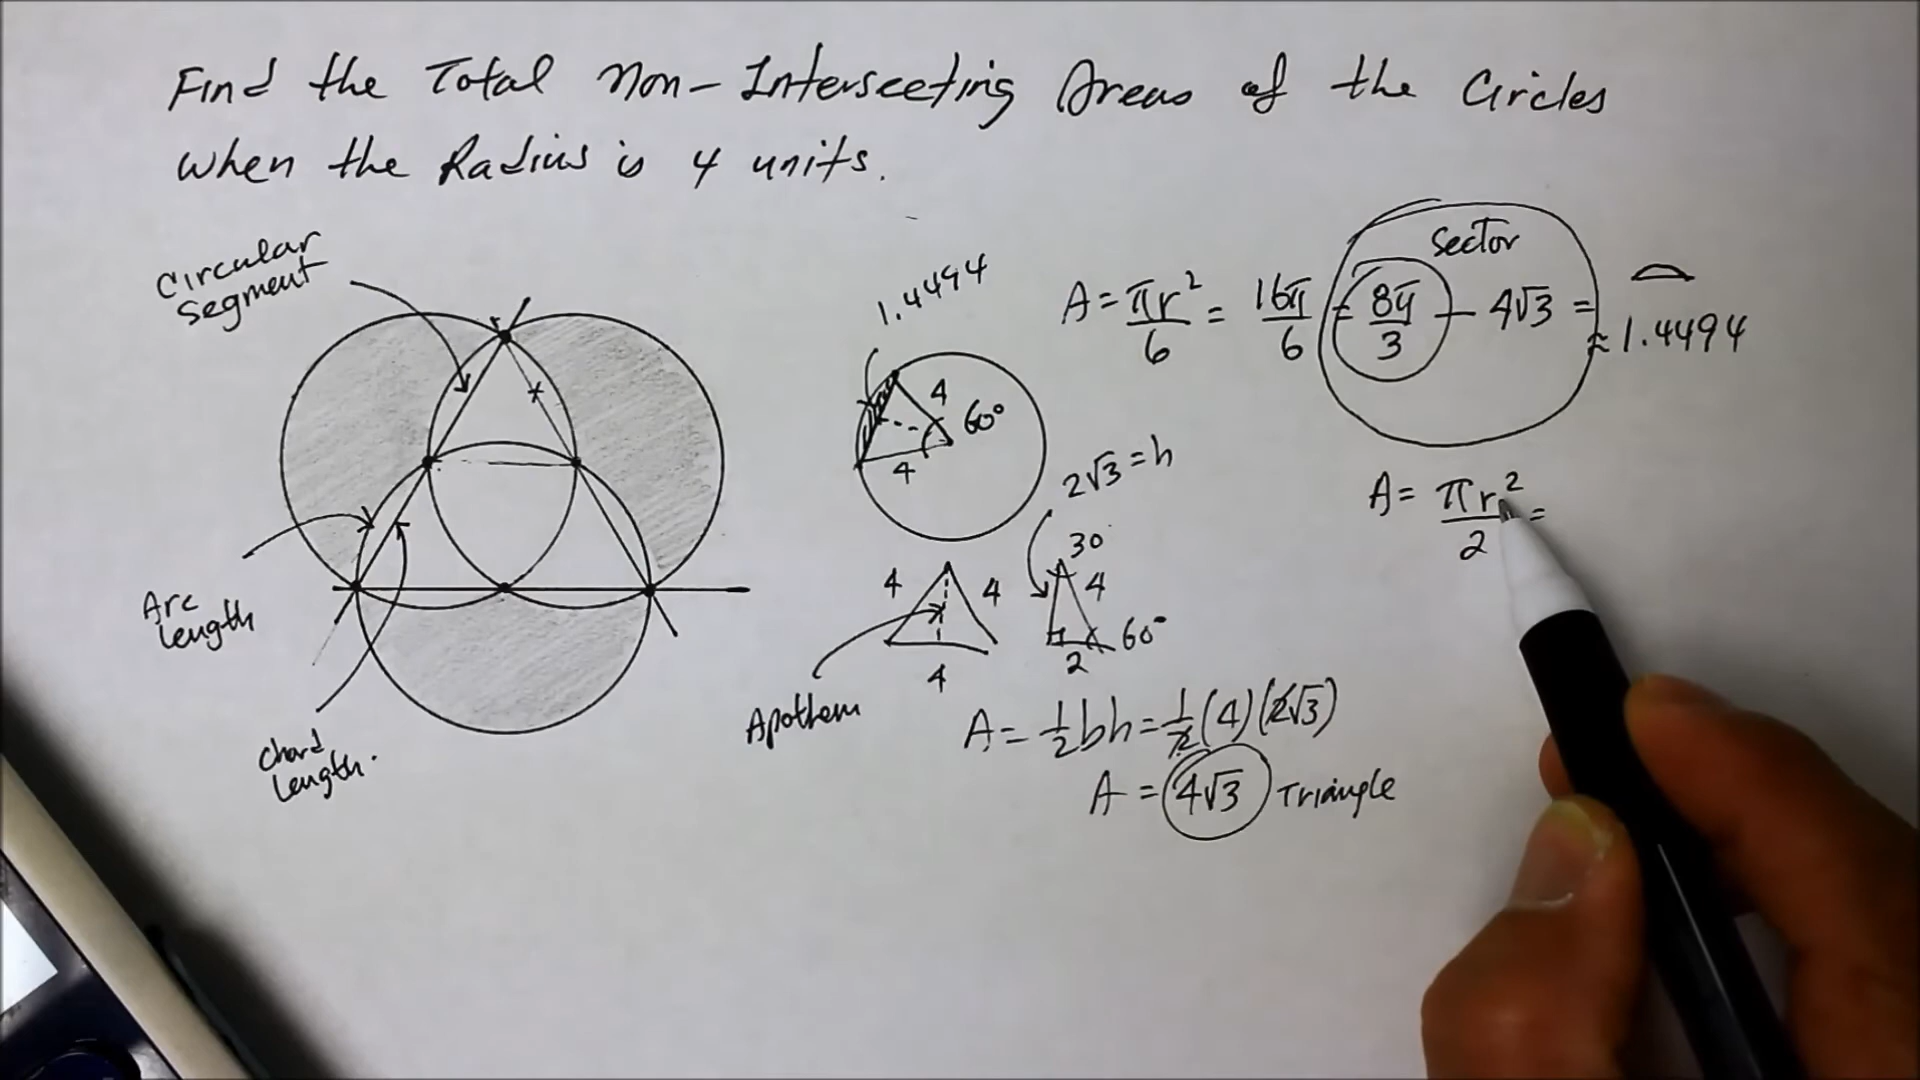 Find the Total Non-Intersecting Areas of the Circles
when the Radius is 4 units.
Circular
Segment
Arc
Length
Chord
Length.
1.4494
4
60°
4
A = πr²/6 = 16π/6 = 8π/3 - 4√3 =
Sector
≈ 1.4494
2√3 = h
A = πr²/2 =
4
4
4
Apothem
30
4
60°
2
A = 1/2 bh = 1/2 (4)(2√3)
A = 4√3 Triangle